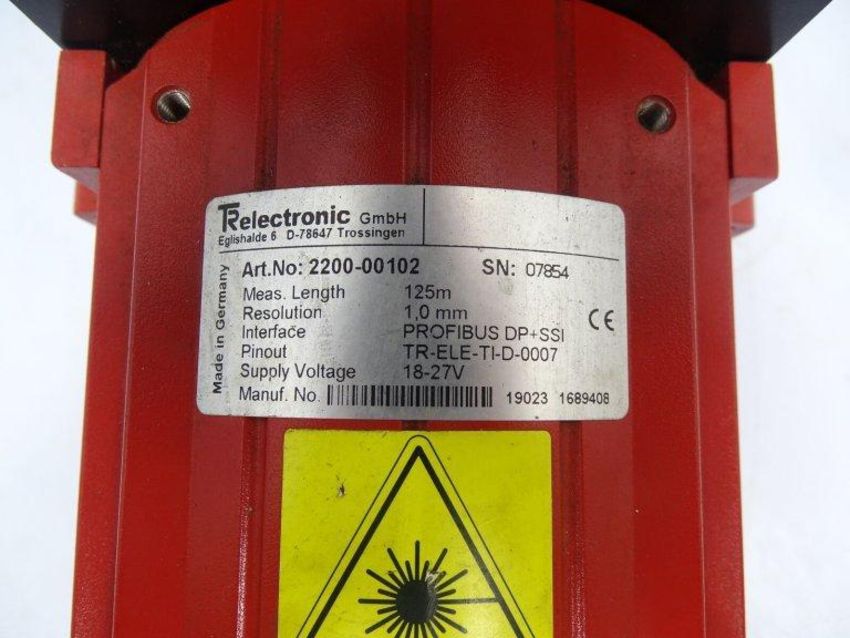 TRelectronic GmbH
Eglishalde 6 D-78647 Trossingen
Made in Germany
Art.No: 2200-00102 SN: 07854
Meas. Length 125m
Resolution 1,0 mm
Interface PROFIBUS DP+SSI
Pinout TR-ELE-TI-D-0007
Supply Voltage 18-27V
CE
Manuf. No. 19023 1689408